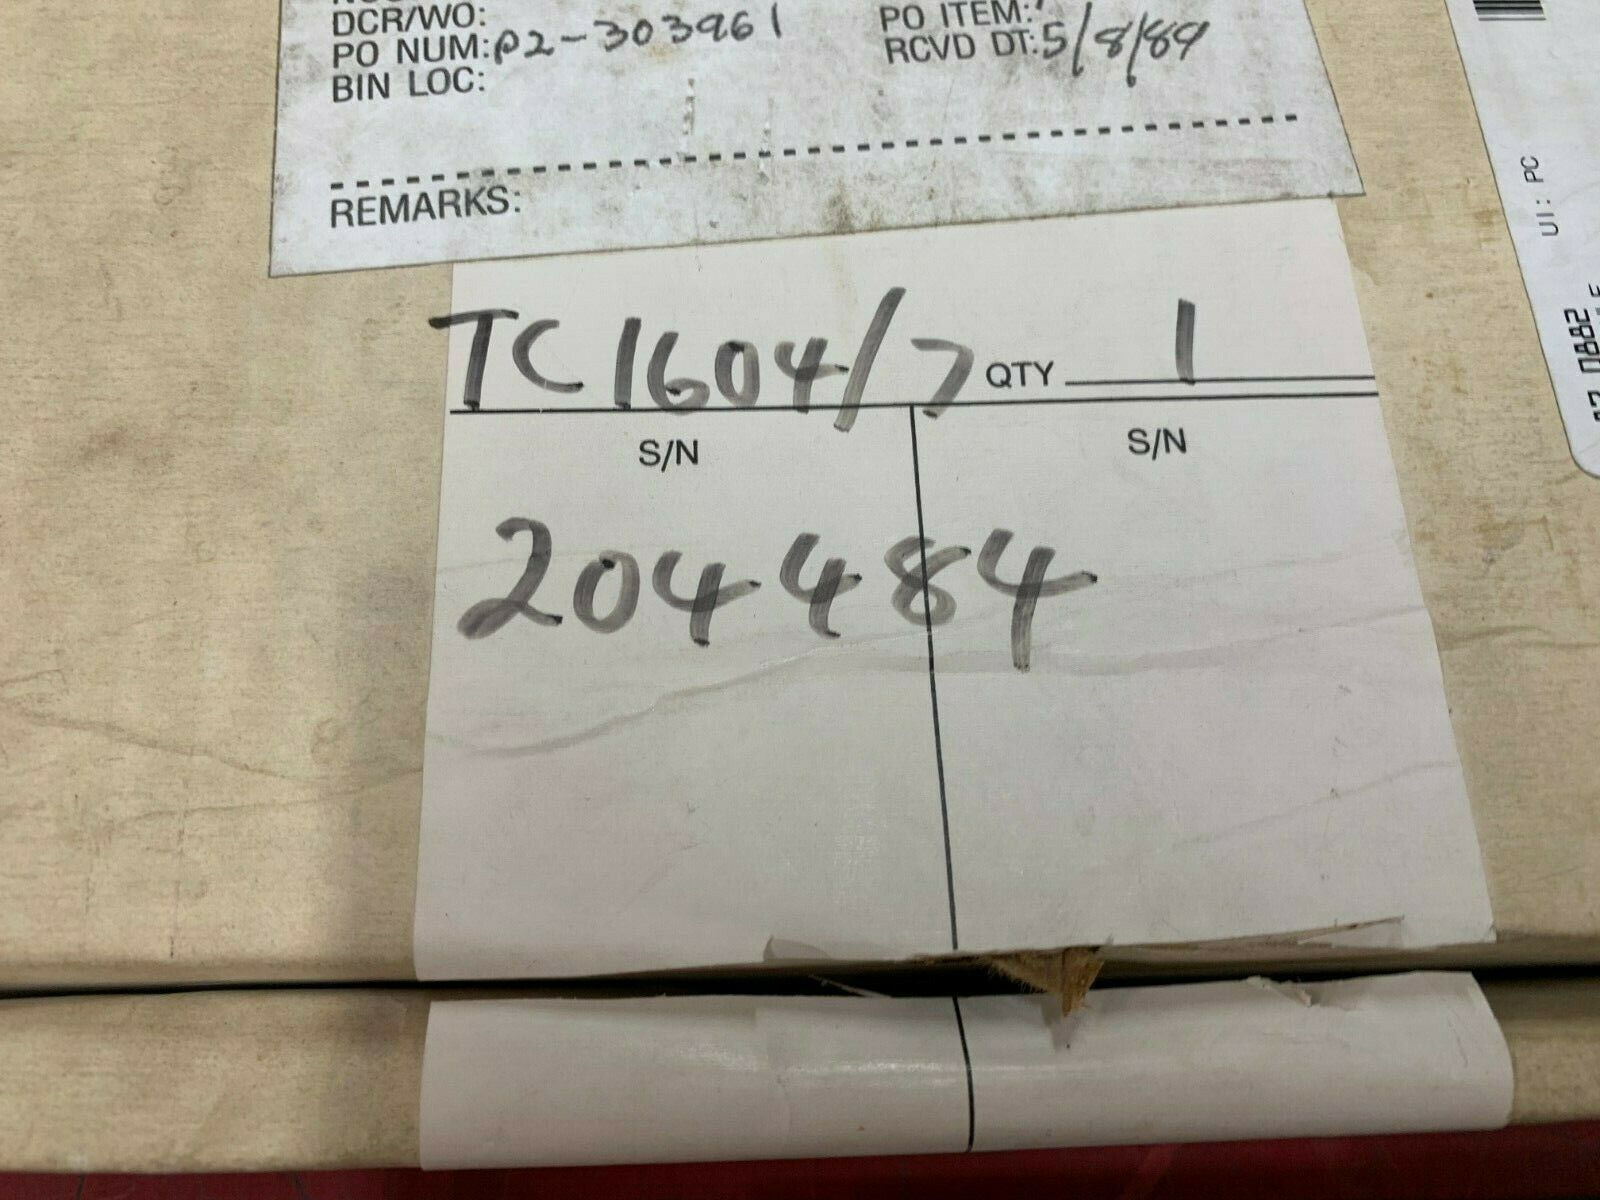 DCR/WO:
PO NUM: P2-303961
BIN LOC:
PO ITEM:
RCVD DT: 5/8/89
REMARKS:
TC1604/7 QTY 1
S/N S/N
204484
UI: PC